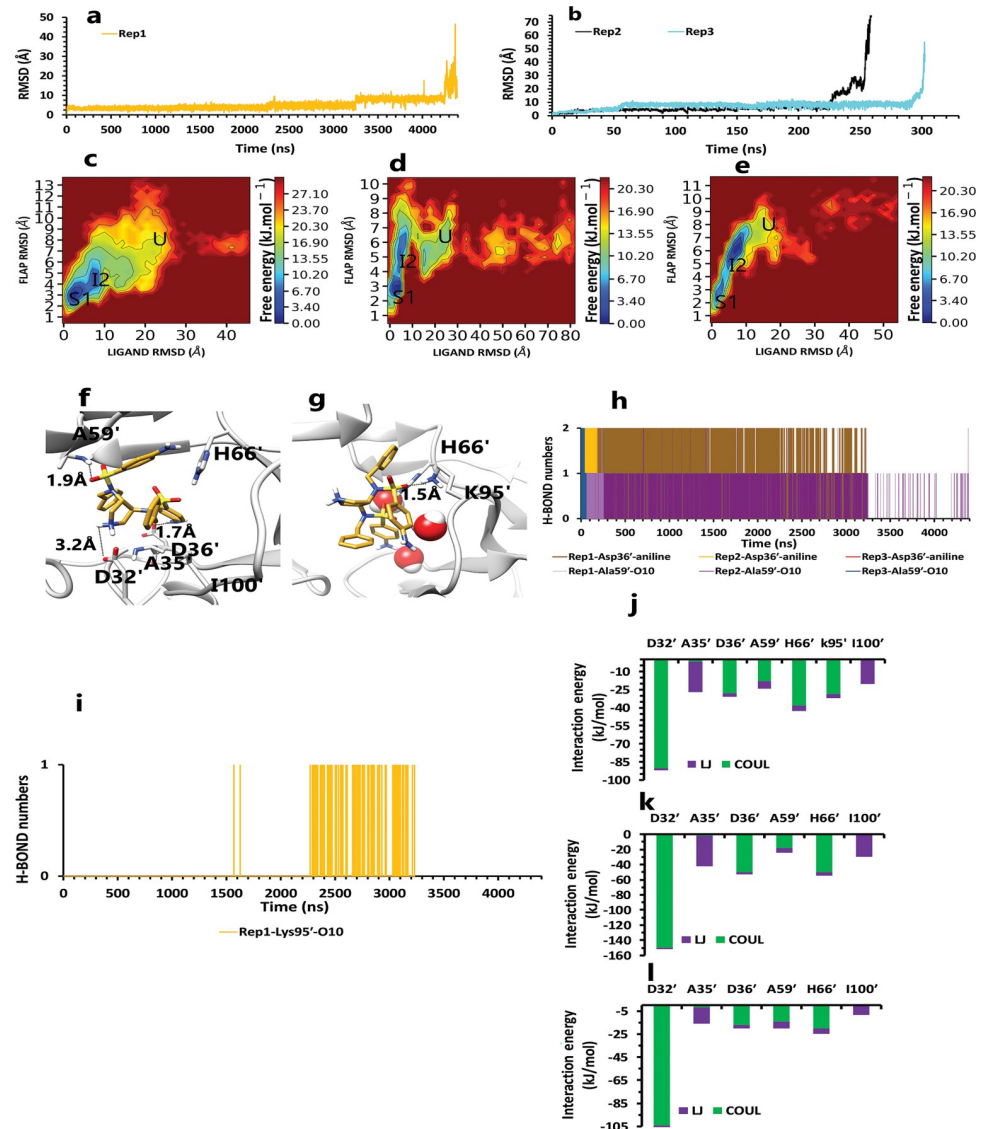 a
50
40
30
20
10
0
RMSD (Å)
Rep1
0 500 1000 1500 2000 2500 3000 3500 4000
Time (ns)
b
70
60
50
40
30
20
10
0
RMSD (Å)
Rep2 Rep3
0 50 100 150 200 250 300
Time (ns)
c
13
12
11
10
9
8
7
6
5
4
3
2
1
FLAP RMSD (Å)
U
I2
S1
0 10 20 30 40
LIGAND RMSD (Å)
27.10
23.70
20.30
17.00
13.60
10.20
6.80
3.40
0.00
Free energy (kJ.mol−1)
d
10
9
8
7
6
5
4
3
2
1
FLAP RMSD (Å)
U
I2
S1
0 10 20 30 40 50 60 70 80
LIGAND RMSD (Å)
20.30
16.90
13.55
10.20
6.75
3.40
0.00
Free energy (kJ.mol−1)
e
11
10
9
8
7
6
5
4
3
2
1
FLAP RMSD (Å)
U
I2
S1
0 10 20 30 40 50
LIGAND RMSD (Å)
20.30
16.90
13.55
10.20
6.75
3.40
0.00
Free energy (kJ.mol−1)
f
A59'
H66'
1.9Å
1.7Å
3.2Å
D36'
A35'
D32'
I100'
g
H66'
1.5Å
K95'
h
2
1
0
H-BOND numbers
0 500 1000 1500 2000 2500 3000 3500 4000
Time (ns)
Rep1-Asp36′-aniline Rep2-Asp36′-aniline Rep3-Asp36′-aniline
Rep1-Ala59′-O10 Rep2-Ala59′-O10 Rep3-Ala59′-O10
i
1
0
H-BOND numbers
0 500 1000 1500 2000 2500 3000 3500 4000
Time (ns)
Rep1-Lys95′-O10
j
D32′ A35′ D36′ A59′ H66′ k95' I100′
-10
-25
-40
-55
-70
-85
-100
Interaction energy
(kJ/mol)
LJ COUL
k
D32′ A35′ D36′ A59′ H66′ I100′
0
-20
-40
-60
-80
-100
-120
-140
-160
Interaction energy
(kJ/mol)
LJ COUL
l
D32′ A35′ D36′ A59′ H66′ I100′
-5
-25
-45
-65
-85
-105
Interaction energy
(kJ/mol)
LJ COUL